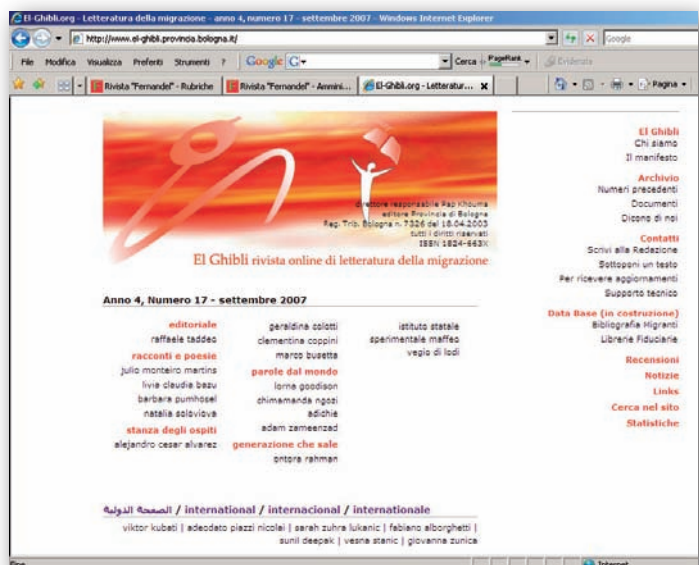 El-Ghibli.org - Letteratura della migrazione - anno 4, numero 17 - settembre 2007 - Windows Internet Explorer
http://www.el-ghibli.provincia.bologna.it/
Google
File Modifica Visualizza Preferiti Strumenti ?
Google G
Cerca
PageRank
Evidenzia
Rivista "Fernandel" - Rubriche
Rivista "Fernandel" - Ammini...
El-Ghibli.org - Letteratur...
Pagina
direttore responsabile Pap Khouma
editore Provincia di Bologna
Reg. Trib. Bologna n. 7326 del 18.04.2003
tutti i diritti riservati
ISSN 1824-663X
El Ghibli rivista online di letteratura della migrazione
Anno 4, Numero 17 - settembre 2007
editoriale
raffaele taddeo
racconti e poesie
julio monteiro martins
livia claudia bazu
barbara pumhosel
natalia soloviova
stanza degli ospiti
alejandro cesar alvarez
geraldina colotti
clementina coppini
marco busetta
parole dal mondo
lorna goodison
chimamanda ngozi
adichie
adam zameenzad
generazione che sale
ontora rahman
istituto statale
sperimentale maffeo
vegio di lodi
الصفحة الدولية / international / internacional / internationale
viktor kubati | adeodato piazzi nicolai | sarah zuhra lukanic | fabiano alborghetti |
sunil deepak | vesna stanic | giovanna zunica
El Ghibli
Chi siamo
Il manifesto
Archivio
Numeri precedenti
Documenti
Dicono di noi
Contatti
Scrivi alla Redazione
Sottoponi un testo
Per ricevere aggiornamenti
Supporto tecnico
Data Base (in costruzione)
Bibliografia Migranti
Librerie Fiduciarie
Recensioni
Notizie
Links
Cerca nel sito
Statistiche
Fine
Internet